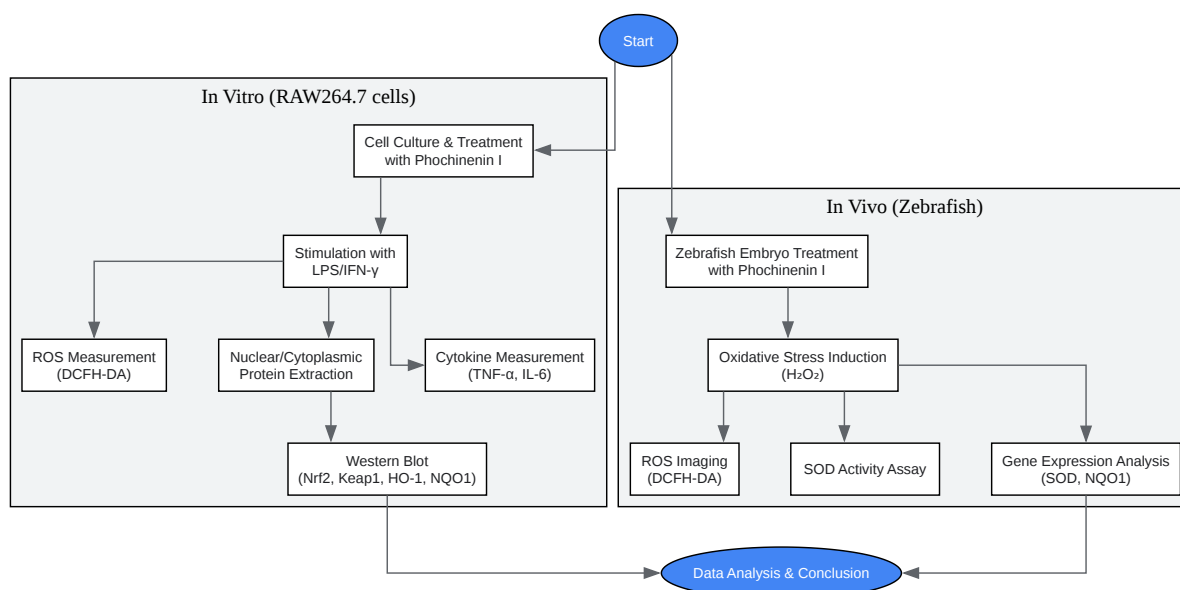 Start
In Vitro (RAW264.7 cells)
Cell Culture & Treatment
with Phochinenin I
Stimulation with
LPS/IFN-γ
ROS Measurement
(DCFH-DA)
Nuclear/Cytoplasmic
Protein Extraction
Cytokine Measurement
(TNF-α, IL-6)
Western Blot
(Nrf2, Keap1, HO-1, NQO1)
In Vivo (Zebrafish)
Zebrafish Embryo Treatment
with Phochinenin I
Oxidative Stress Induction
(H₂O₂)
ROS Imaging
(DCFH-DA)
SOD Activity Assay
Gene Expression Analysis
(SOD, NQO1)
Data Analysis & Conclusion